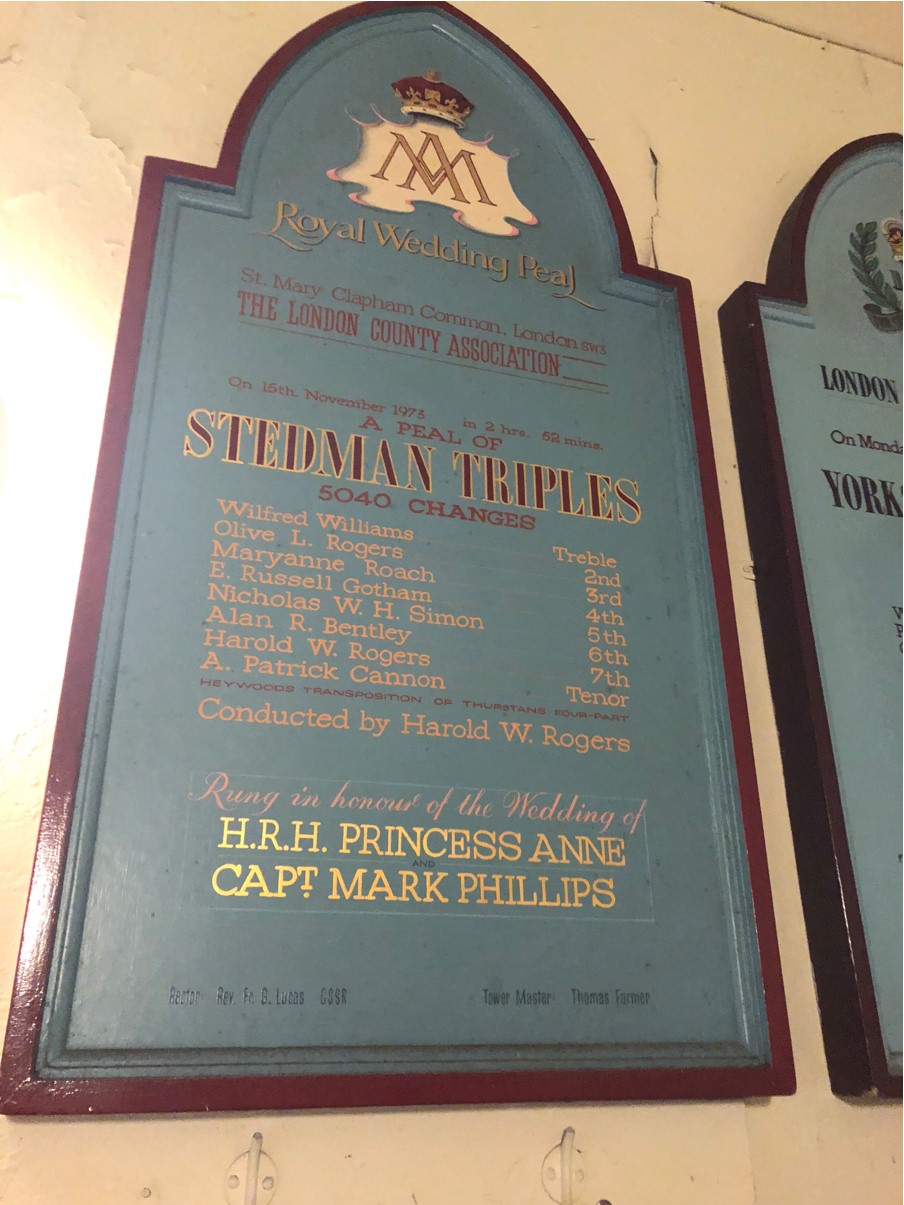 MA
Royal Wedding Peal
St. Mary Clapham Common, London SW3
THE LONDON COUNTY ASSOCIATION
On 15th. November 1973 in 2 hrs. 52 mins.
A PEAL OF
STEDMAN TRIPLES
5040 CHANGES
Wilfred Williams Treble
Olive L. Rogers 2nd
Maryanne Roach 3rd
E. Russell Gotham 4th
Nicholas W. H. Simon 5th
Alan R. Bentley 6th
Harold W. Rogers 7th
A. Patrick Cannon Tenor
HEYWOODS TRANSPOSITION OF THURSTANS FOUR-PART
Conducted by Harold W. Rogers
Rung in honour of the Wedding of
H.R.H. PRINCESS ANNE
AND
CAPT. MARK PHILLIPS
Rector: Rev. Fr. B. Lucas CSSR Tower Master: Thomas Farmer
LONDON
On Monda
YORKS